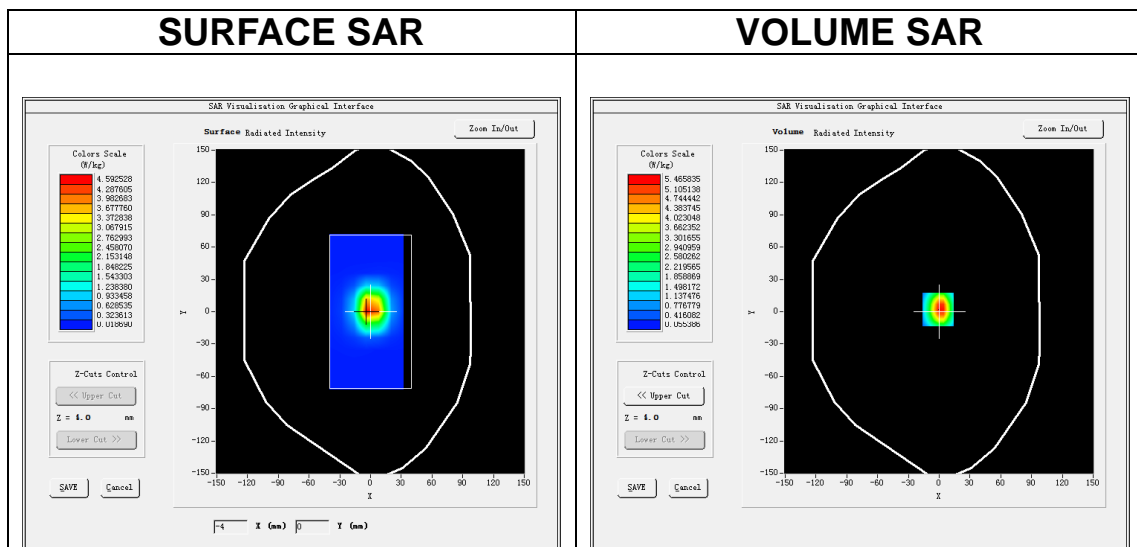 SURFACE SAR
VOLUME SAR
SAR Visualisation Graphical Interface
Surface Radiated Intensity
Zoom In/Out
Colors Scale
(W/kg)
4.592528
4.287605
3.982683
3.677760
3.372838
3.067915
2.762993
2.458070
2.153148
1.848225
1.543303
1.238380
0.933458
0.628535
0.323613
0.018690
150
120
90
60
30
0
-30
-60
-90
-120
-150
Y
-150 -120 -90 -60 -30 0 30 60 90 120 150
X
Z-Cuts Control
<< Upper Cut
Z = 4.0 mm
Lower Cut >>
SAVE Cancel
-4 X (mm) 0 Y (mm)
SAR Visualisation Graphical Interface
Volume Radiated Intensity
Zoom In/Out
Colors Scale
(W/kg)
5.465835
5.105138
4.744442
4.383745
4.023048
3.662352
3.301655
2.940959
2.580262
2.219565
1.858869
1.498172
1.137476
0.776779
0.416082
0.055386
150
120
90
60
30
0
-30
-60
-90
-120
-150
Y
-150 -120 -90 -60 -30 0 30 60 90 120 150
X
Z-Cuts Control
<< Upper Cut
Z = 4.0 mm
Lower Cut >>
SAVE Cancel